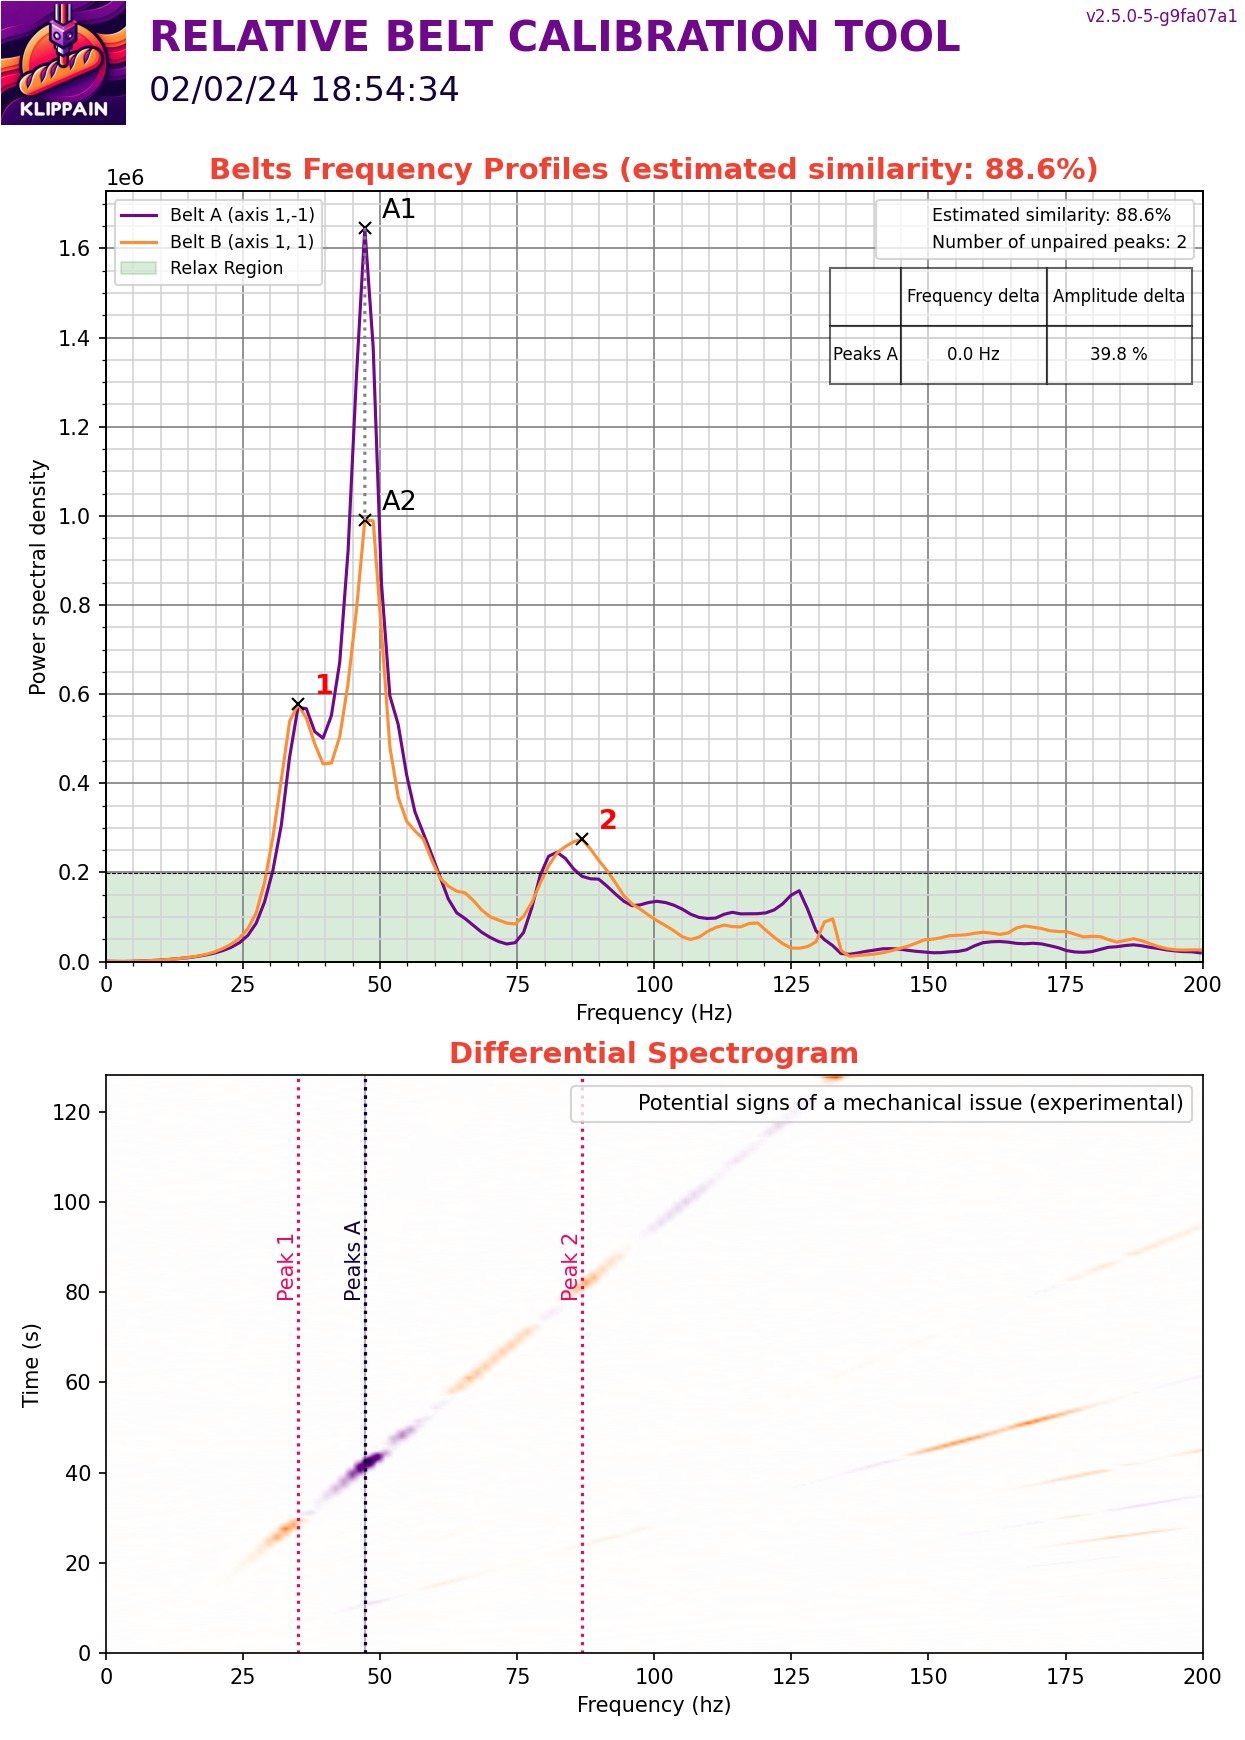 KLIPPAIN
RELATIVE BELT CALIBRATION TOOL
v2.5.0-5-g9fa07a1
02/02/24 18:54:34
Belts Frequency Profiles (estimated similarity: 88.6%)
1e6
Belt A (axis 1,-1)
Belt B (axis 1, 1)
Relax Region
Estimated similarity: 88.6%
Number of unpaired peaks: 2
Frequency delta Amplitude delta
Peaks A 0.0 Hz 39.8 %
A1
A2
1
2
Power spectral density
1.6
1.4
1.2
1.0
0.8
0.6
0.4
0.2
0.0
0 25 50 75 100 125 150 175 200
Frequency (Hz)
Differential Spectrogram
Potential signs of a mechanical issue (experimental)
Peak 1
Peaks A
Peak 2
Time (s)
120
100
80
60
40
20
0
0 25 50 75 100 125 150 175 200
Frequency (hz)